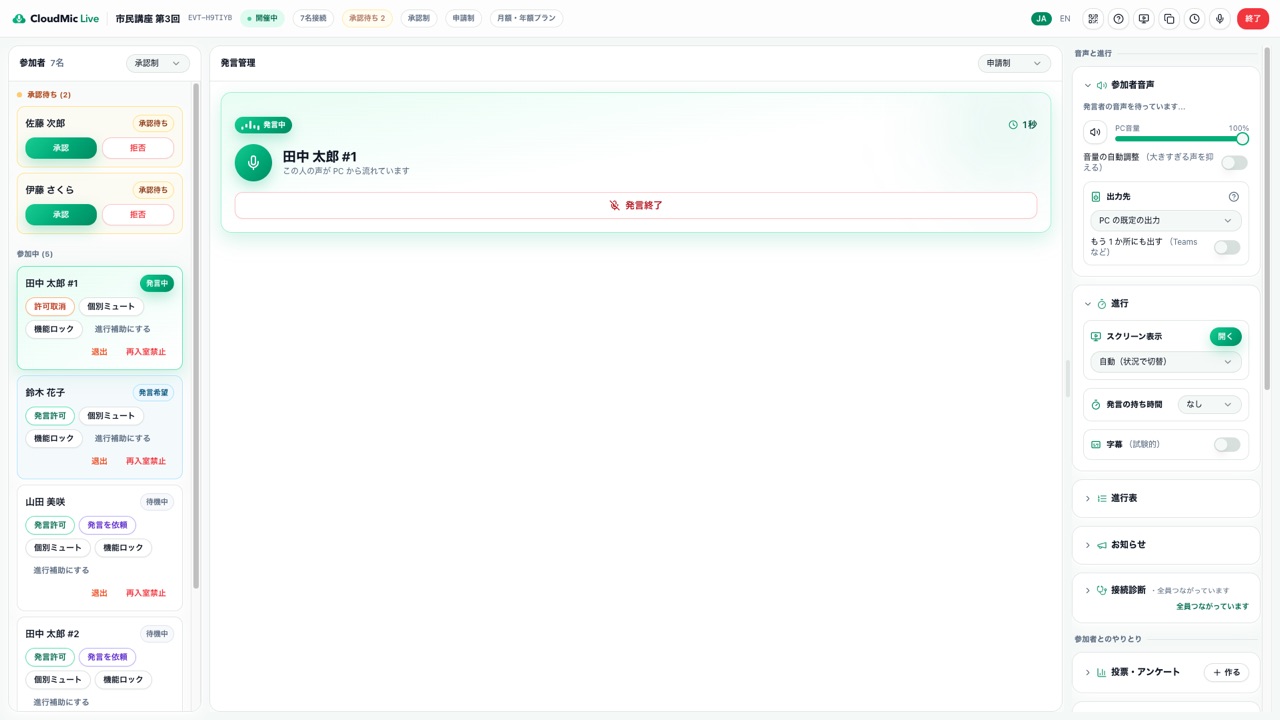 CloudMic Live
市民講座 第3回
EVT-H9TIYB
開催中
7名接続
承認待ち 2
承認制
申請制
月額・年額プラン
JA
EN
終了
参加者 7名
承認制
承認待ち (2)
佐藤 次郎
承認待ち
承認
拒否
伊藤 さくら
承認待ち
承認
拒否
参加中 (5)
田中 太郎 #1
発言中
許可取消
個別ミュート
機能ロック
進行補助にする
退出
再入室禁止
鈴木 花子
発言希望
発言許可
個別ミュート
機能ロック
進行補助にする
退出
再入室禁止
山田 美咲
待機中
発言許可
発言を依頼
個別ミュート
機能ロック
進行補助にする
退出
再入室禁止
田中 太郎 #2
待機中
発言許可
発言を依頼
個別ミュート
機能ロック
進行補助にする
発言管理
申請制
発言中
1秒
田中 太郎 #1
この人の声が PC から流れています
発言終了
音声と進行
参加者音声
発言者の音声を待っています...
PC音量
100%
音量の自動調整 （大きすぎる声を抑
える）
出力先
PC の既定の出力
もう 1 か所にも出す （Teams
など）
進行
スクリーン表示
開く
自動（状況で切替）
発言の持ち時間
なし
字幕 （試験的）
進行表
お知らせ
接続診断 ・全員つながっています
全員つながっています
参加者とのやりとり
投票・アンケート
＋ 作る